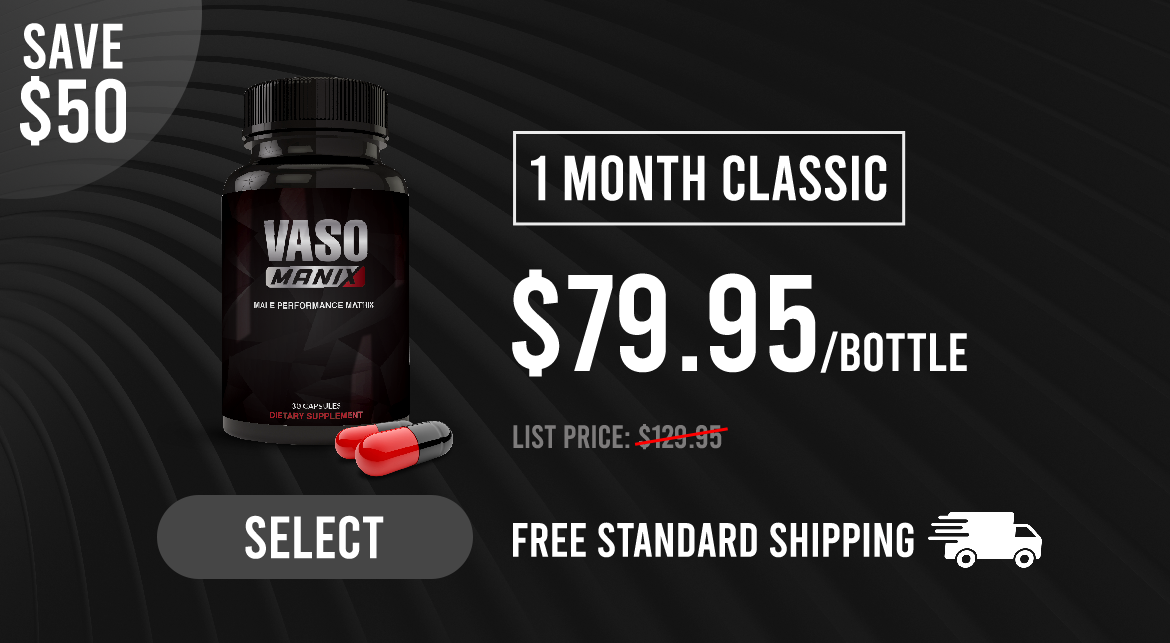 SAVE
$50
VASO
MANIX
MALE PERFORMANCE MATRIX
30 CAPSULES
DIETARY SUPPLEMENT
1 MONTH CLASSIC
$79.95/BOTTLE
LIST PRICE: $129.95
SELECT
FREE STANDARD SHIPPING